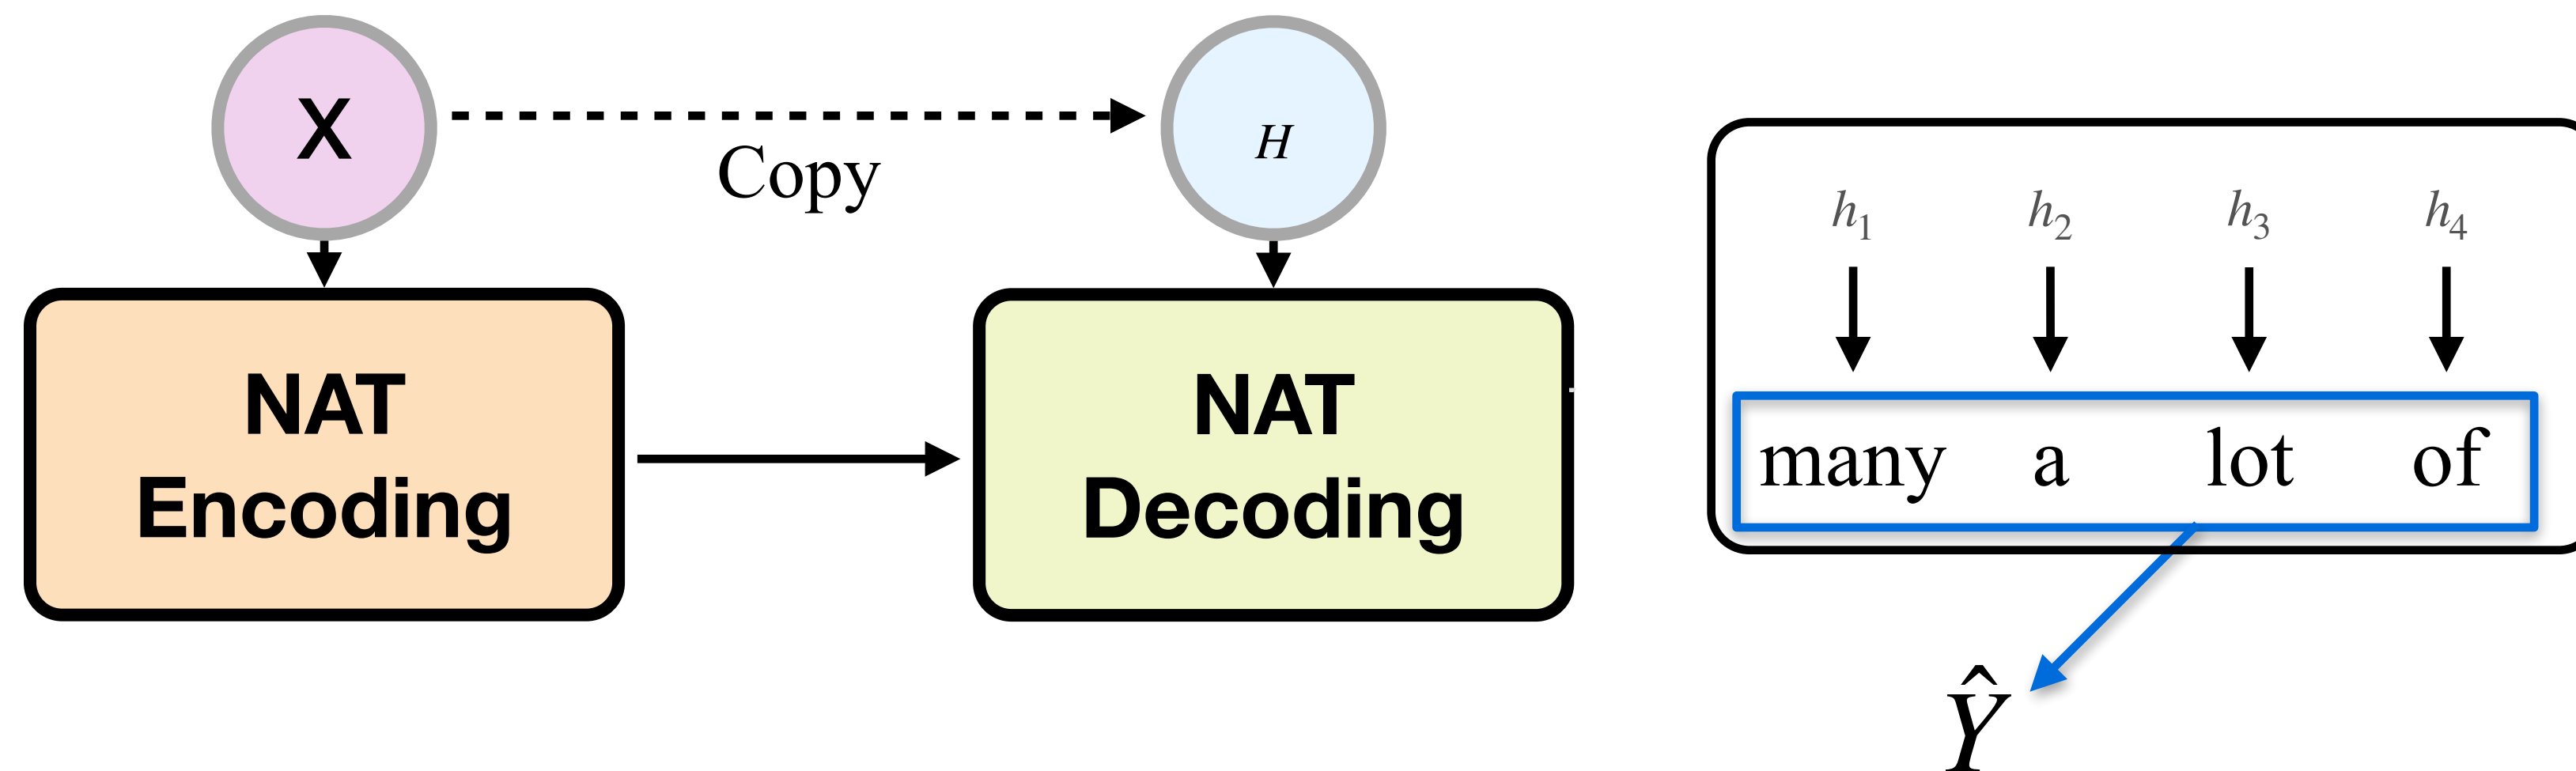 X
Copy
H
NAT
Encoding
NAT
Decoding
h₁ h₂ h₃ h₄
many a lot of
Ŷ